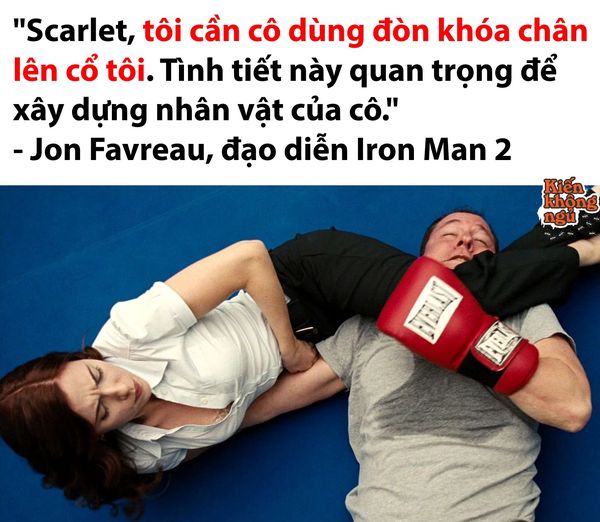 "Scarlet, tôi cần cô dùng đòn khóa chân
lên cổ tôi. Tình tiết này quan trọng để
xây dựng nhân vật của cô."
- Jon Favreau, đạo diễn Iron Man 2
Kiến
không
ngủ
EVERLAST